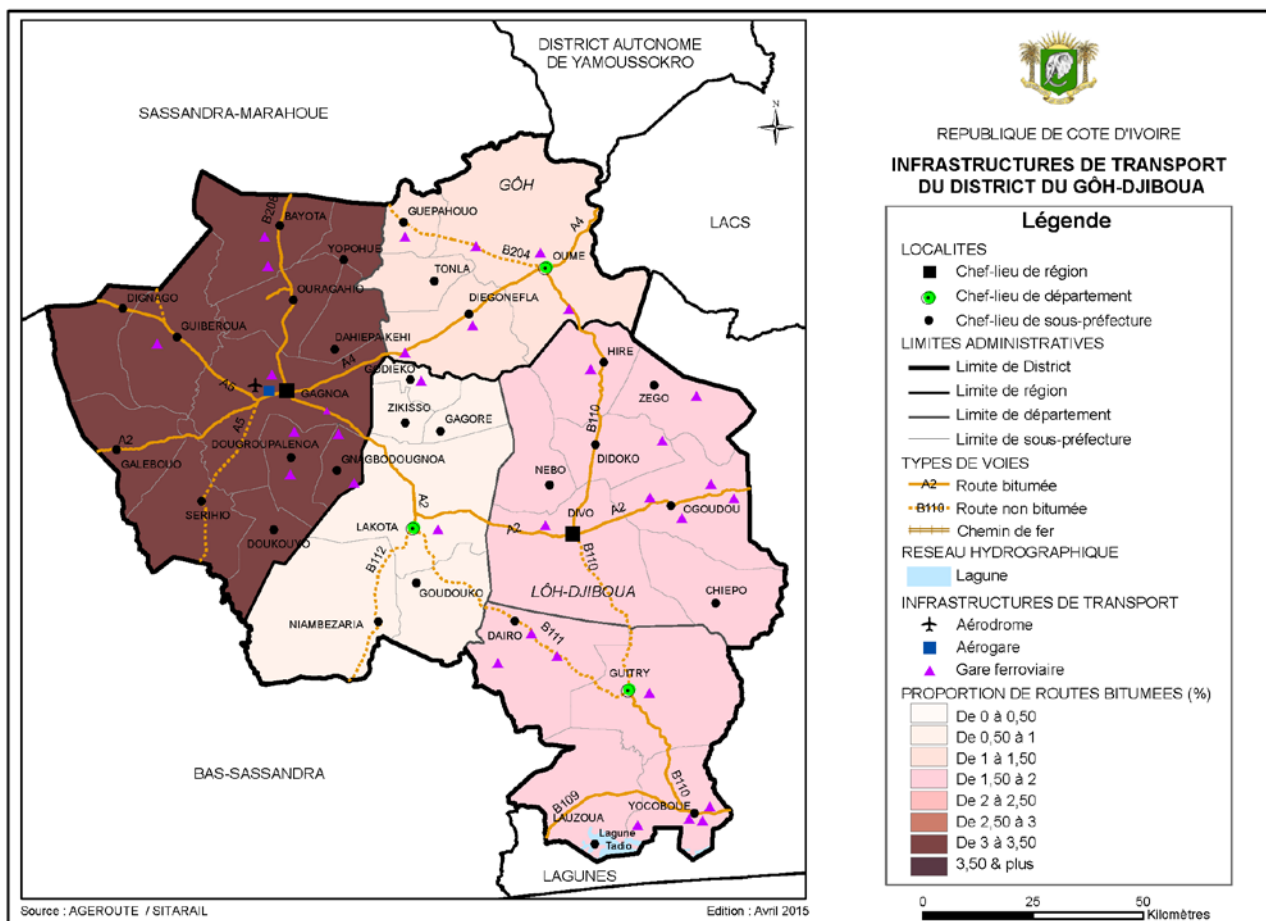 DISTRICT AUTONOME
DE YAMOUSSOKRO
SASSANDRA-MARAHOUE
N
LACS
GÔH
B206
BAYOTA
GUEPAHOUO
A4
YOPOHUE
B204
OUME
TONLA
DIGNAGO
OURAGAHIO
DIEGONEFLA
GUIBEROUA
DAHIEPA-KEHI
A4
HIRE
GUDIEKO
ZEGO
A6
GAGNOA
ZIKISSO
GAGORE
B110
A5
A2
DOUGROUPALENOA
GALEBOUO
GNAGBODOUGNOA
DIDOKO
NEBO
SERIHIO
A2
OGOUDOU
DIVO
A2
LAKOTA
A2
DOUKOUYO
B112
B110
GOUDOUKO
LÔH-DJIBOUA
CHIEPO
NIAMBEZARIA
DAIRO
B111
GUITRY
BAS-SASSANDRA
B110
B109
YOCOBOUE
LAUZOUA
Lagune
Tadio
LAGUNES
Source : AGEROUTE / SITARAIL
Edition : Avril 2015
REPUBLIQUE DE COTE D'IVOIRE
INFRASTRUCTURES DE TRANSPORT
DU DISTRICT DU GÔH-DJIBOUA
Légende
LOCALITES
Chef-lieu de région
Chef-lieu de département
Chef-lieu de sous-préfecture
LIMITES ADMINISTRATIVES
Limite de District
Limite de région
Limite de département
Limite de sous-préfecture
TYPES DE VOIES
A2 Route bitumée
B110 Route non bitumée
Chemin de fer
RESEAU HYDROGRAPHIQUE
Lagune
INFRASTRUCTURES DE TRANSPORT
Aérodrome
Aérogare
Gare ferroviaire
PROPORTION DE ROUTES BITUMEES (%)
De 0 à 0,50
De 0,50 à 1
De 1 à 1,50
De 1,50 à 2
De 2 à 2,50
De 2,50 à 3
De 3 à 3,50
3,50 & plus
0 25 50
Kilomètres